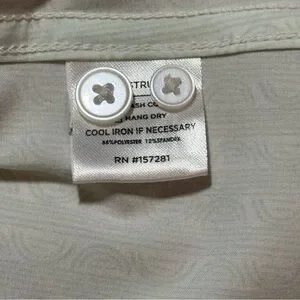 STRU
ASH CO
HANG DRY
COOL IRON IF NECESSARY
88%POLYESTER 12%SPANDEX
RN #157281